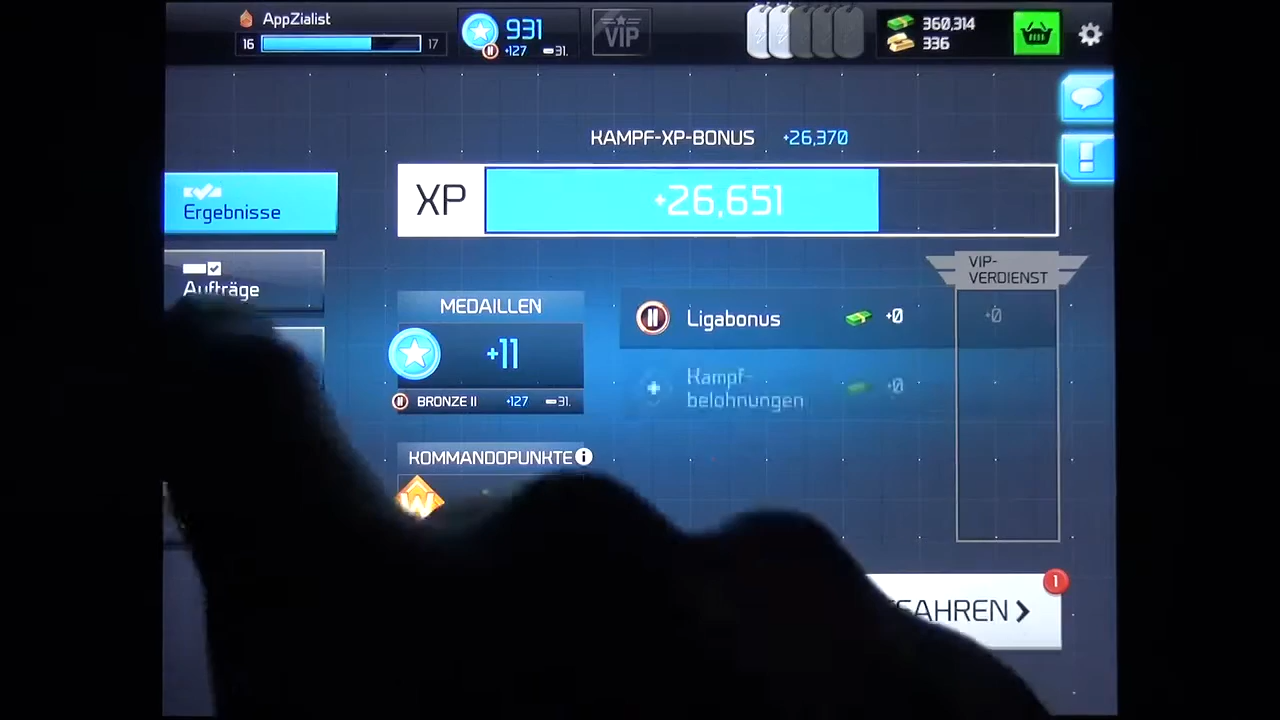 AppZialist
16
17
931
+127
31.
VIP
360,314
336
KAMPF-XP-BONUS +26,370
XP +26,651
Ergebnisse
Aufträge
VIP-
VERDIENST
+0
MEDAILLEN
+11
BRONZE II +127 31.
Ligabonus +0
Kampf-
belohnungen +0
KOMMANDOPUNKTE i
W
1